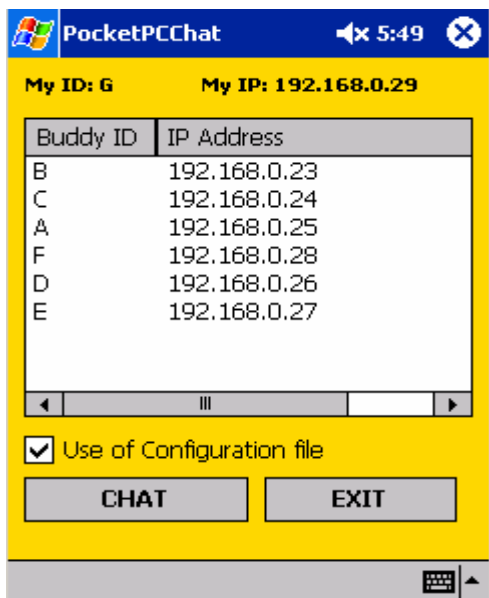 PocketPCChat 5:49
My ID: G My IP: 192.168.0.29
Buddy ID IP Address
B 192.168.0.23
C 192.168.0.24
A 192.168.0.25
F 192.168.0.28
D 192.168.0.26
E 192.168.0.27
Use of Configuration file
CHAT EXIT